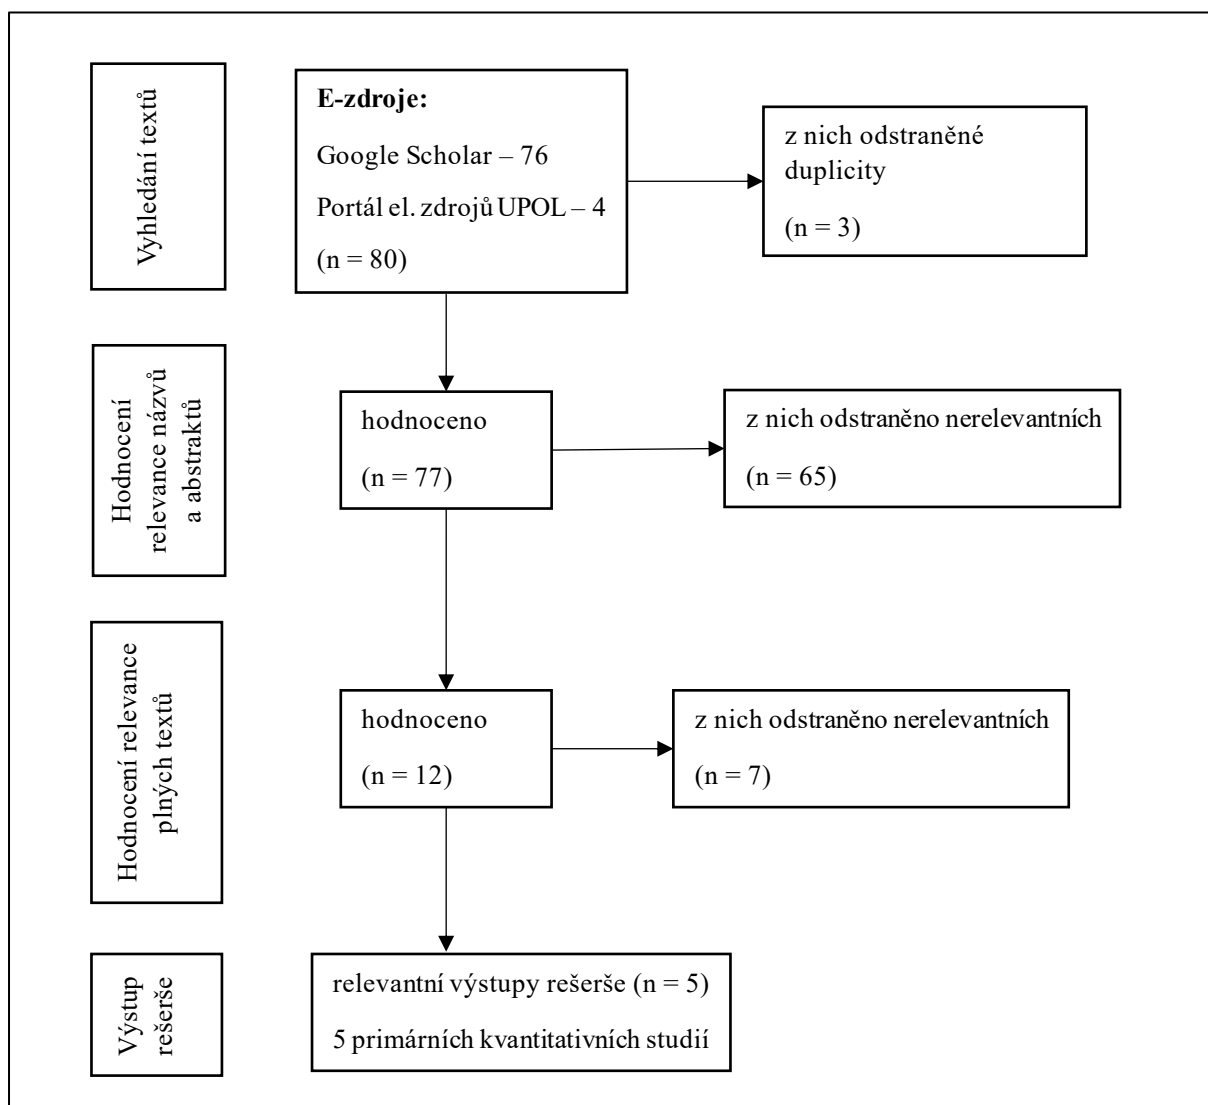 Vyhledání textů
E-zdroje:
Google Scholar – 76
Portál el. zdrojů UPOL – 4
(n = 80)
z nich odstraněné
duplicity
(n = 3)
Hodnocení
relevance názvů
a abstraktů
hodnoceno
(n = 77)
z nich odstraněno nerelevantních
(n = 65)
Hodnocení relevance
plných textů
hodnoceno
(n = 12)
z nich odstraněno nerelevantních
(n = 7)
Výstup
rešerše
relevantní výstupy rešerše (n = 5)
5 primárních kvantitativních studií